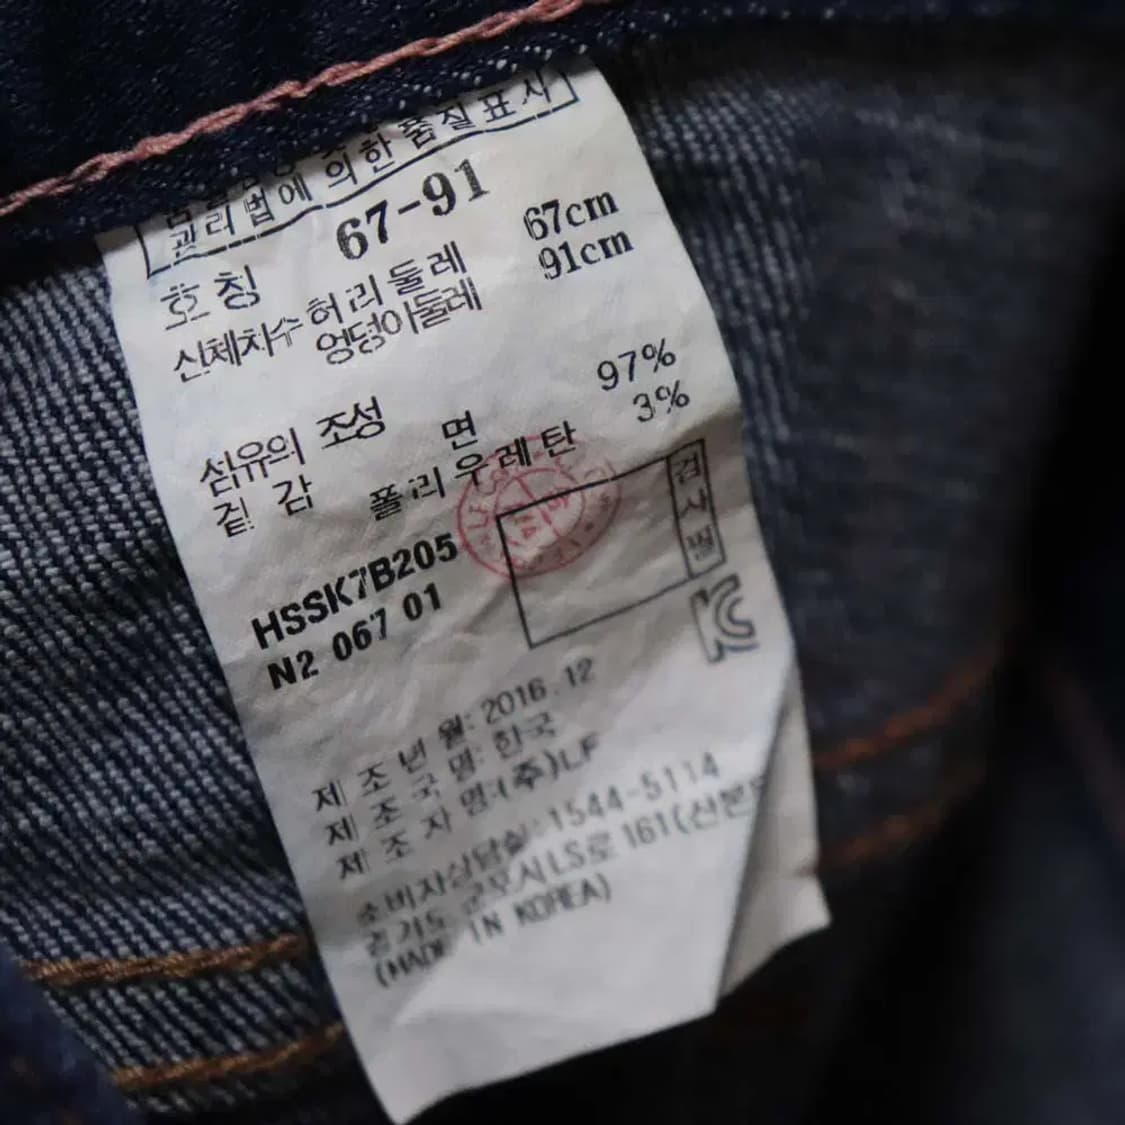 관리법에 의한 품질표시
호칭 67-91
신체치수 허리둘레 67cm
엉덩이둘레 91cm
섬유의 조성 면 97%
겉감 폴리우레탄 3%
검사필
HSSK7B205
N2 067 01
제조년월: 2016.12
제조국명: 한국
제조자명: (주)LF
소비자상담실: 1544-5114
경기도 군포시 LS로 161(산본
(MADE IN KOREA)